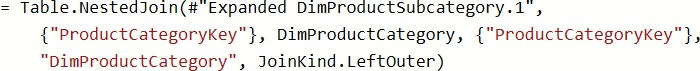 = Table.NestedJoin(#"Expanded DimProductSubcategory.1",
{"ProductCategoryKey"}, DimProductCategory, {"ProductCategoryKey"},
"DimProductCategory", JoinKind.LeftOuter)